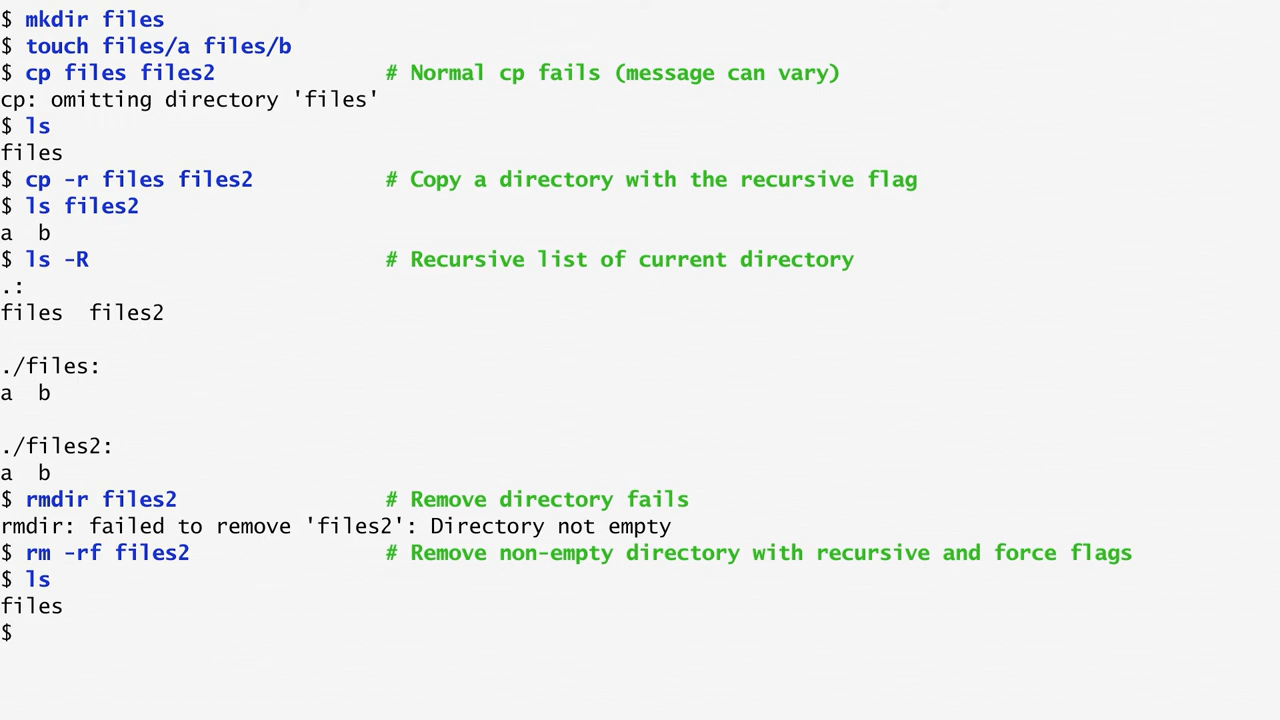 $ mkdir files
$ touch files/a files/b
$ cp files files2 # Normal cp fails (message can vary)
cp: omitting directory 'files'
$ ls
files
$ cp -r files files2 # Copy a directory with the recursive flag
$ ls files2
a b
$ ls -R # Recursive list of current directory
.:
files files2
./files:
a b
./files2:
a b
$ rmdir files2 # Remove directory fails
rmdir: failed to remove 'files2': Directory not empty
$ rm -rf files2 # Remove non-empty directory with recursive and force flags
$ ls
files
$